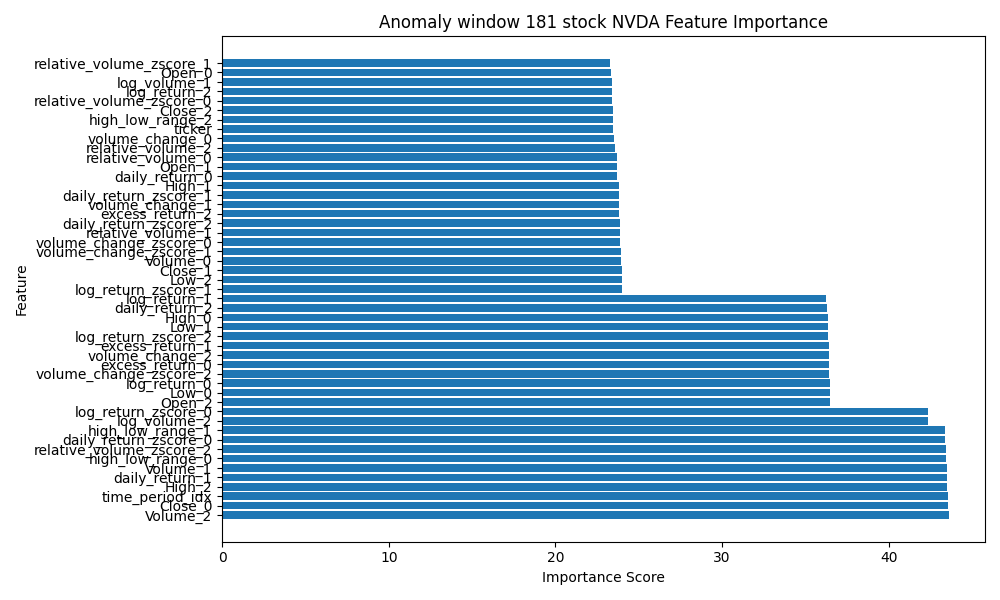 Anomaly window 181 stock NVDA Feature Importance
relative_volume_zscore_1
Open_0
log_volume_1
log_return_2
relative_volume_zscore_0
Close_2
high_low_range_2
ticker
volume_change_0
relative_volume_2
relative_volume_0
Open_1
daily_return_0
High_1
daily_return_zscore_1
volume_change_1
excess_return_2
daily_return_zscore_2
relative_volume_1
volume_change_zscore_0
volume_change_zscore_1
Volume_0
Close_1
Low_2
log_return_zscore_1
log_return_1
daily_return_2
High_0
Low_1
log_return_zscore_2
excess_return_1
volume_change_2
excess_return_0
volume_change_zscore_2
log_return_0
Low_0
Open_2
log_return_zscore_0
log_volume_2
high_low_range_1
daily_return_zscore_0
relative_volume_zscore_2
high_low_range_0
Volume_1
daily_return_1
High_2
time_period_idx
Close_0
Volume_2
Feature
0 10 20 30 40
Importance Score